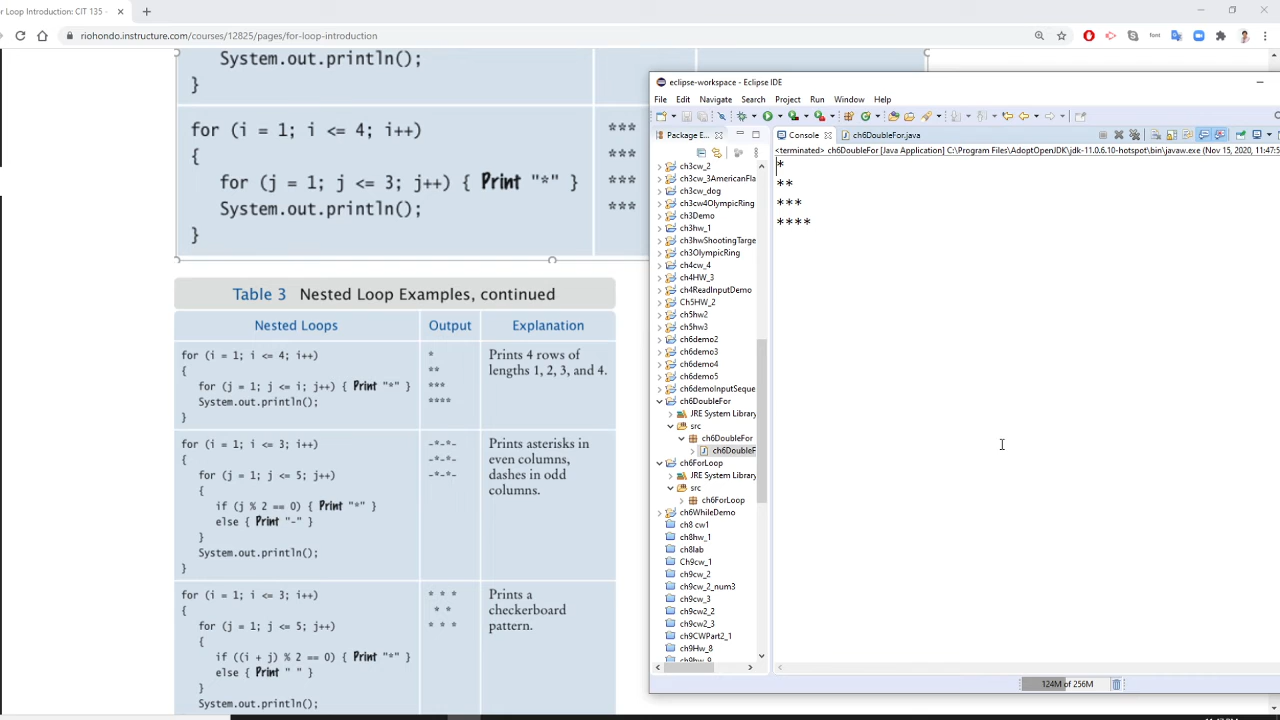 r Loop Introduction: CIT 135 -
riohondo.instructure.com/courses/12825/pages/for-loop-introduction
System.out.println();
}
for (i = 1; i <= 4; i++)
{
for (j = 1; j <= 3; j++) { Print "*" }
System.out.println();
}
***
***
***
***
Table 3 Nested Loop Examples, continued
Nested Loops
Output
Explanation
for (i = 1; i <= 4; i++)
{
for (j = 1; j <= i; j++) { Print "*" }
System.out.println();
}
*
**
***
****
Prints 4 rows of
lengths 1, 2, 3, and 4.
for (i = 1; i <= 3; i++)
{
for (j = 1; j <= 5; j++)
{
if (j % 2 == 0) { Print "*" }
else { Print "-" }
}
System.out.println();
}
-*-*-
-*-*-
-*-*-
Prints asterisks in
even columns,
dashes in odd
columns.
for (i = 1; i <= 3; i++)
{
for (j = 1; j <= 5; j++)
{
if ((i + j) % 2 == 0) { Print "*" }
else { Print " " }
}
System.out.println();
* * *
* *
* * *
Prints a
checkerboard
pattern.
eclipse-workspace - Eclipse IDE
File Edit Navigate Search Project Run Window Help
Package E...
ch3cw_2
ch3cw_3AmericanFla
ch3cw_dog
ch3cw4OlympicRing
ch3Demo
ch3hw_1
ch3hwShootingTarge
ch3OlympicRing
ch4cw_4
ch4HW_3
ch4ReadInputDemo
Ch5HW_2
ch5hw2
ch5hw3
ch6demo2
ch6demo3
ch6demo4
ch6demo5
ch6demoInputSeque
ch6DoubleFor
JRE System Library
src
ch6DoubleFor
ch6DoubleF
ch6ForLoop
JRE System Library
src
ch6ForLoop
ch6WhileDemo
ch8 cw1
ch8hw_1
ch8lab
Ch9cw_1
ch9cw_2
ch9cw_2_num3
ch9cw_3
ch9cw2_2
ch9cw2_3
ch9CWPart2_1
ch9Hw_8
ch9hw_9
Console
ch6DoubleFor.java
<terminated> ch6DoubleFor [Java Application] C:\Program Files\AdoptOpenJDK\jdk-11.0.6.10-hotspot\bin\javaw.exe (Nov 15, 2020, 11:47:5
*
**
***
****
124M of 256M